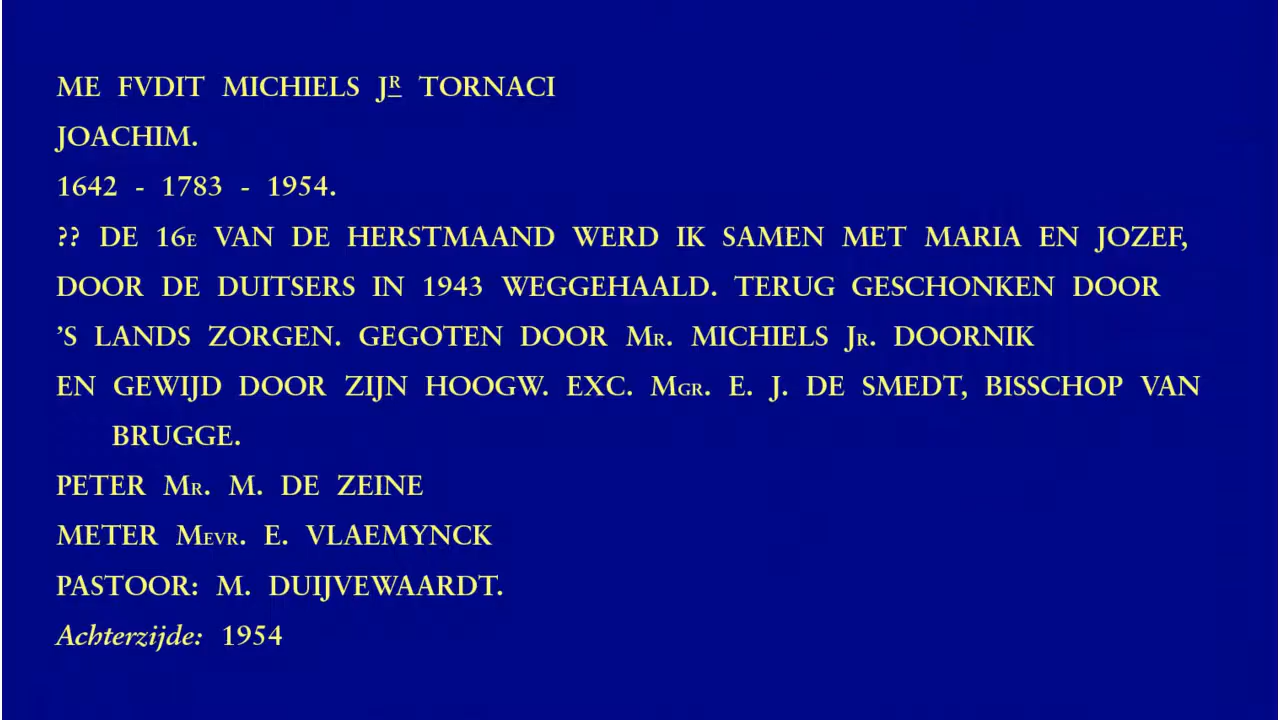 ME FVDIT MICHIELS JR TORNACI
JOACHIM.
1642 - 1783 - 1954.
?? DE 16E VAN DE HERSTMAAND WERD IK SAMEN MET MARIA EN JOZEF,
DOOR DE DUITSERS IN 1943 WEGGEHAALD. TERUG GESCHONKEN DOOR
’S LANDS ZORGEN. GEGOTEN DOOR MR. MICHIELS JR. DOORNIK
EN GEWIJD DOOR ZIJN HOOGW. EXC. MGR. E. J. DE SMEDT, BISSCHOP VAN
BRUGGE.
PETER MR. M. DE ZEINE
METER MEVR. E. VLAEMYNCK
PASTOOR: M. DUIJVEWAARDT.
Achterzijde: 1954